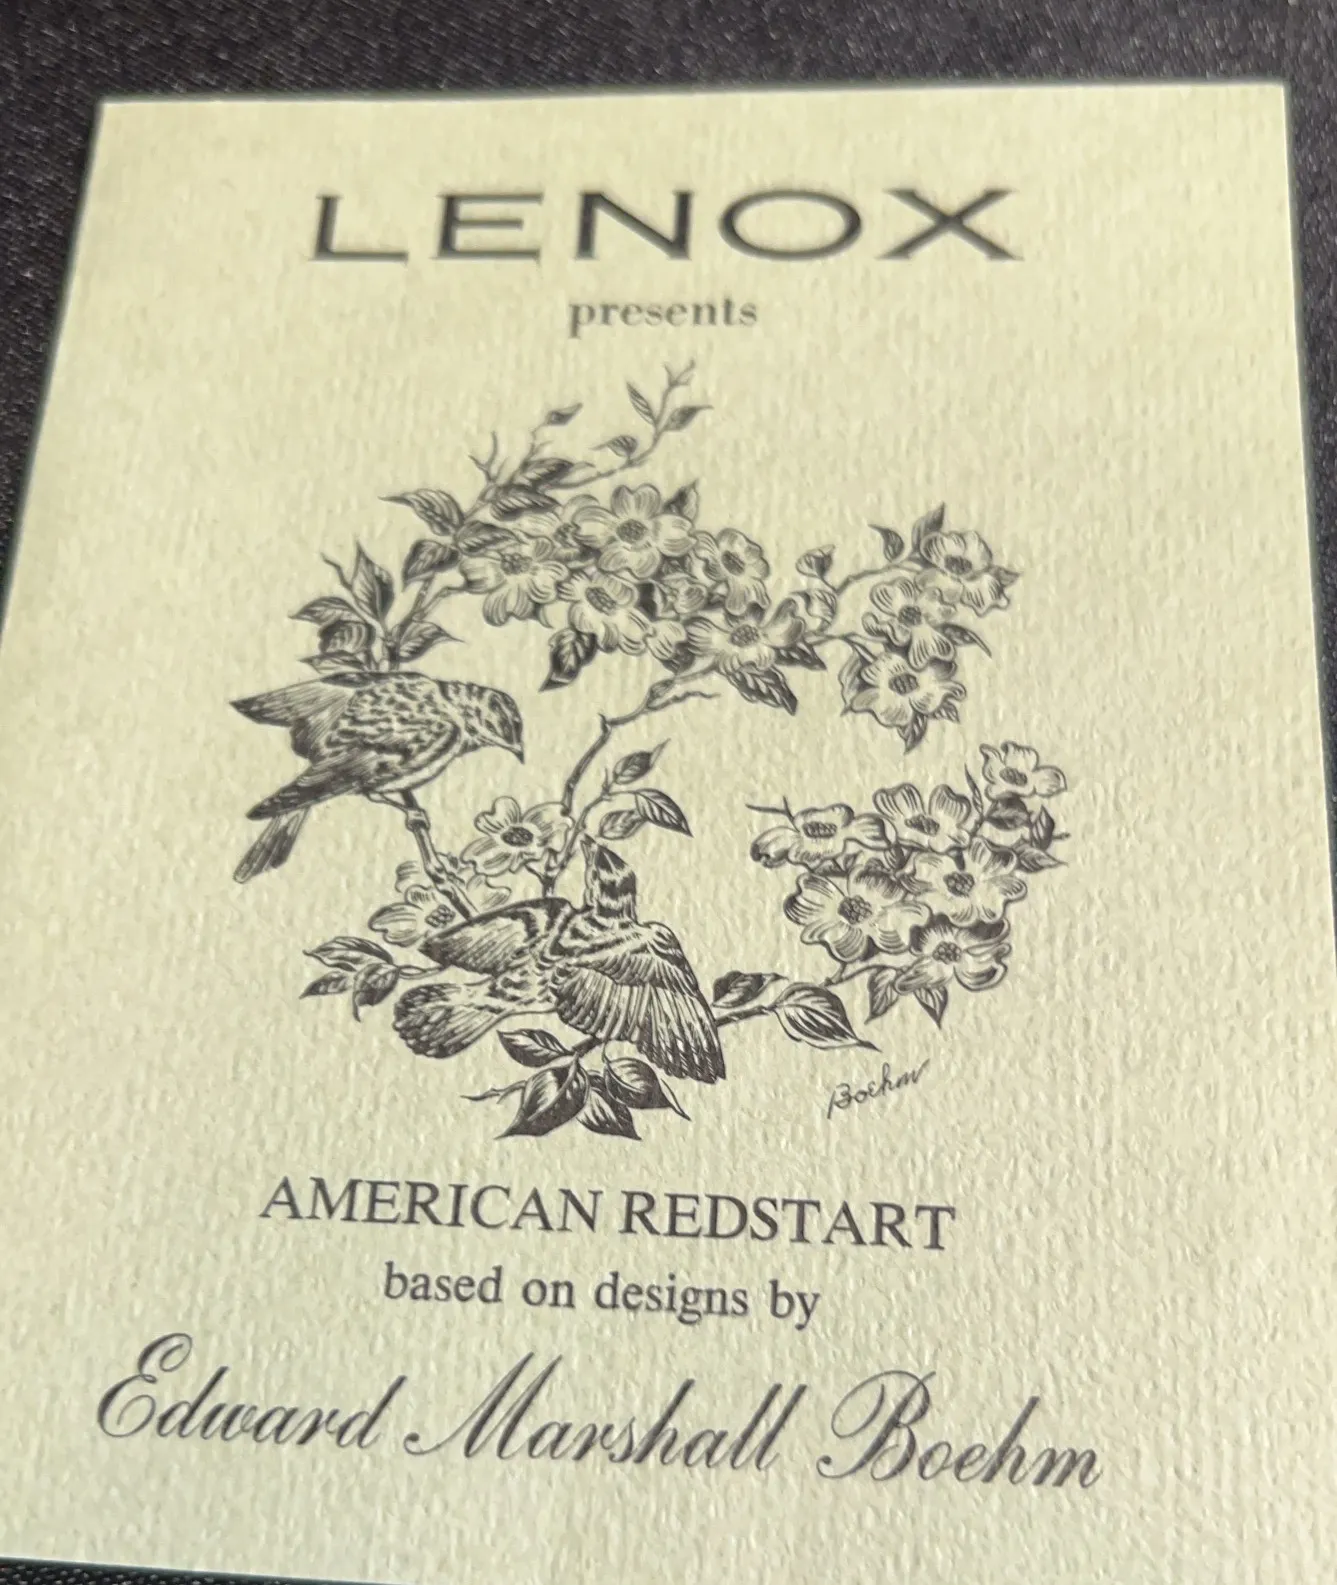 LENOX
presents
Boehm
AMERICAN REDSTART
based on designs by
Edward Marshall Boehm